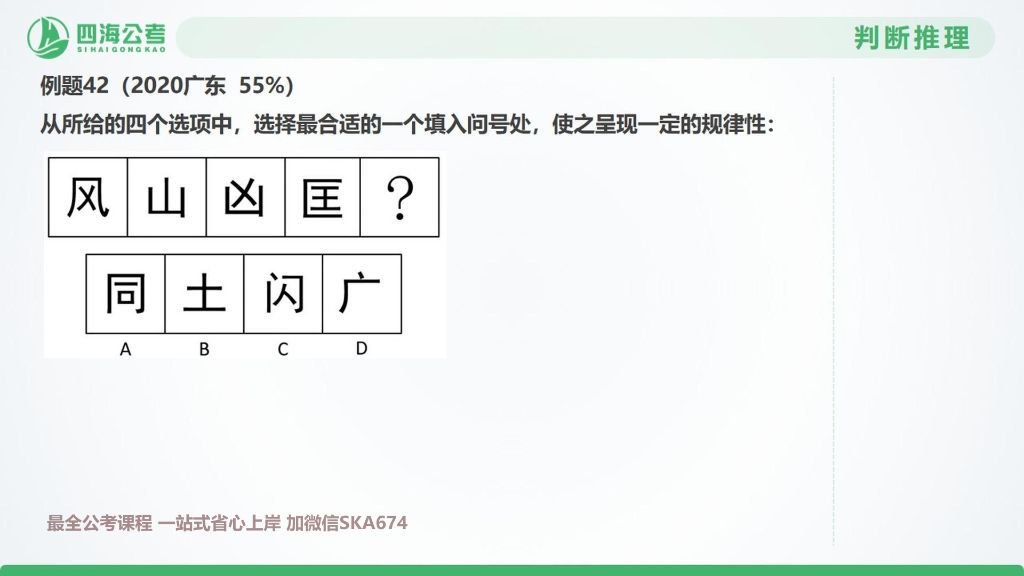 四海公考
SIHAIGONGKAO
判断推理
例题42（2020广东 55%）
从所给的四个选项中，选择最合适的一个填入问号处，使之呈现一定的规律性：
风 山 凶 匡 ？
同 土 闪 广
A B C D
最全公考课程 一站式省心上岸 加微信SKA674